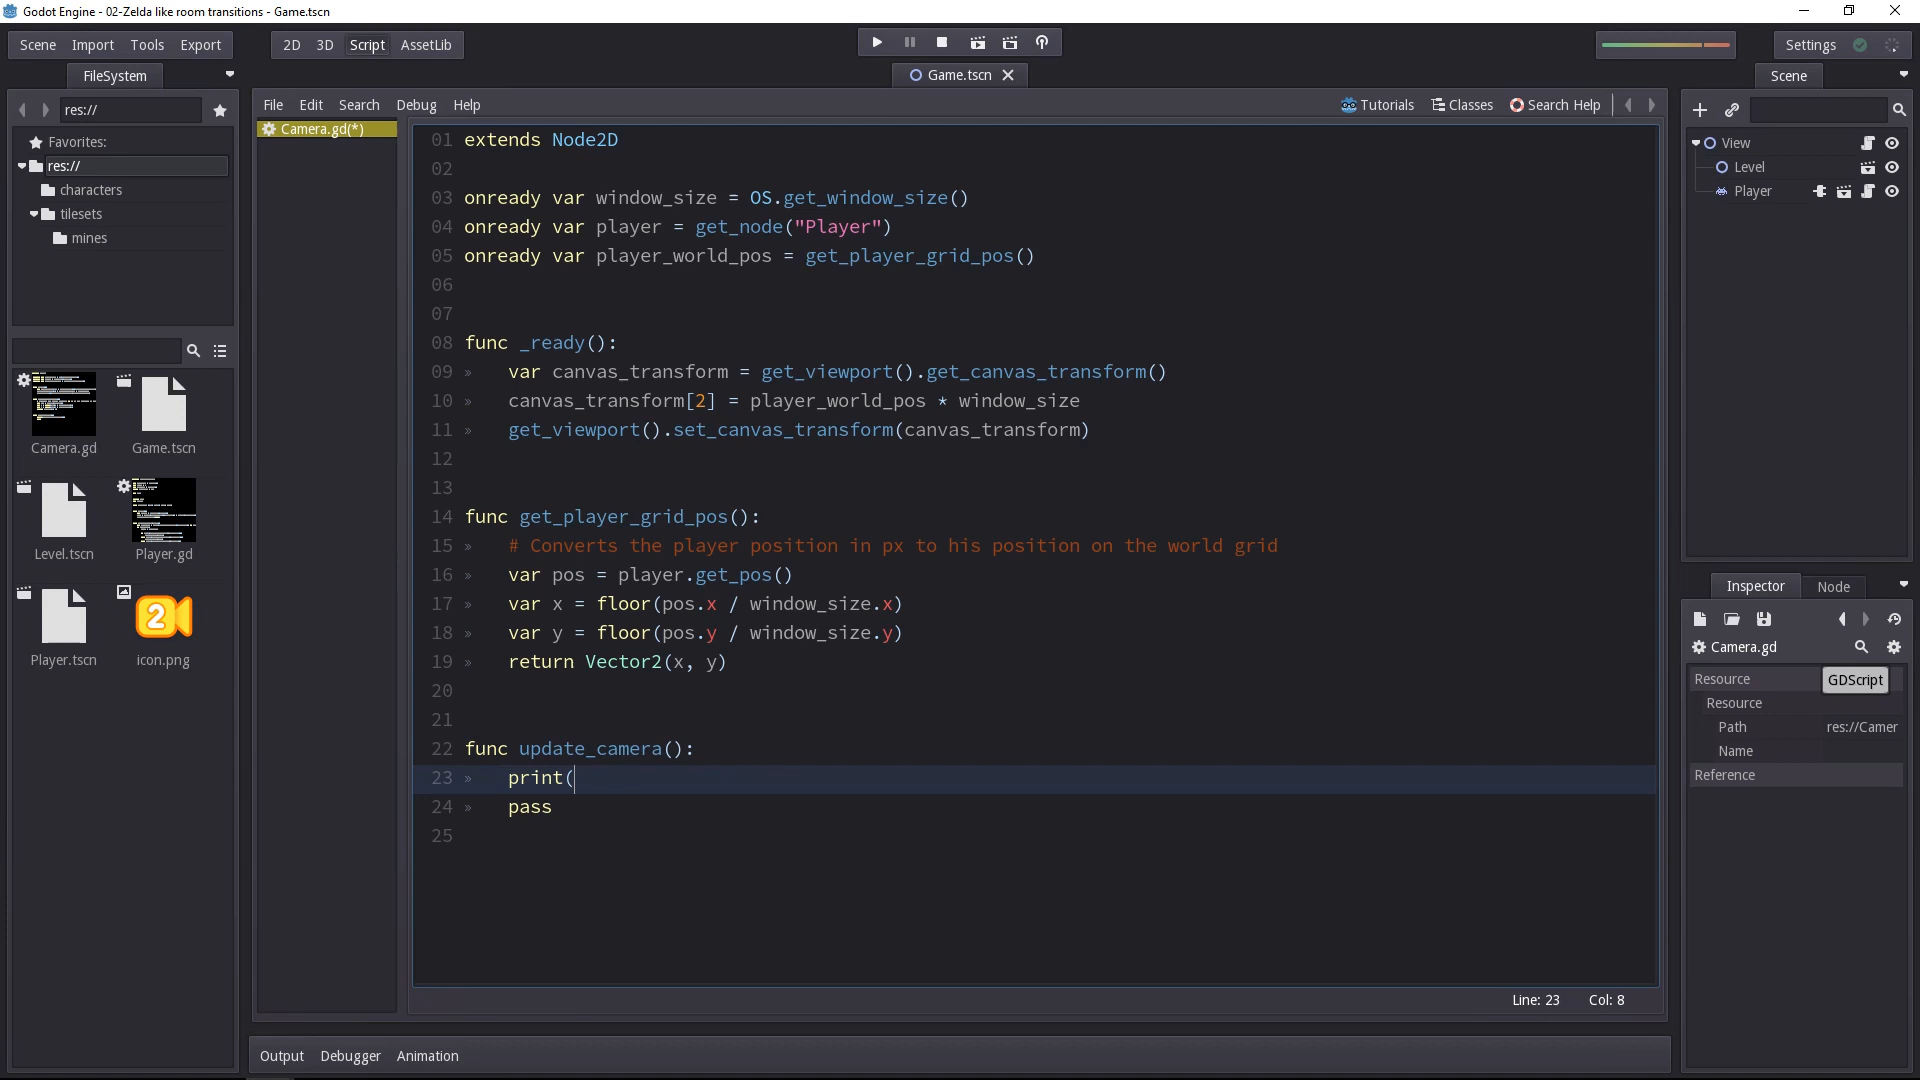 Godot Engine - 02-Zelda like room transitions - Game.tscn
Scene Import Tools Export
2D 3D Script AssetLib
Settings
FileSystem
Game.tscn
Scene
res://
File Edit Search Debug Help
Tutorials Classes Search Help
Favorites:
res://
characters
tilesets
mines
Camera.gd
Game.tscn
Level.tscn
Player.gd
Player.tscn
2
icon.png
Camera.gd(*)
01 extends Node2D
02
03 onready var window_size = OS.get_window_size()
04 onready var player = get_node("Player")
05 onready var player_world_pos = get_player_grid_pos()
06
07
08 func _ready():
09 » var canvas_transform = get_viewport().get_canvas_transform()
10 » canvas_transform[2] = player_world_pos * window_size
11 » get_viewport().set_canvas_transform(canvas_transform)
12
13
14 func get_player_grid_pos():
15 » # Converts the player position in px to his position on the world grid
16 » var pos = player.get_pos()
17 » var x = floor(pos.x / window_size.x)
18 » var y = floor(pos.y / window_size.y)
19 » return Vector2(x, y)
20
21
22 func update_camera():
23 » print(
24 » pass
25
Line: 23 Col: 8
Output Debugger Animation
View
Level
Player
Inspector Node
Camera.gd
Resource GDScript
Resource
Path res://Camer
Name
Reference